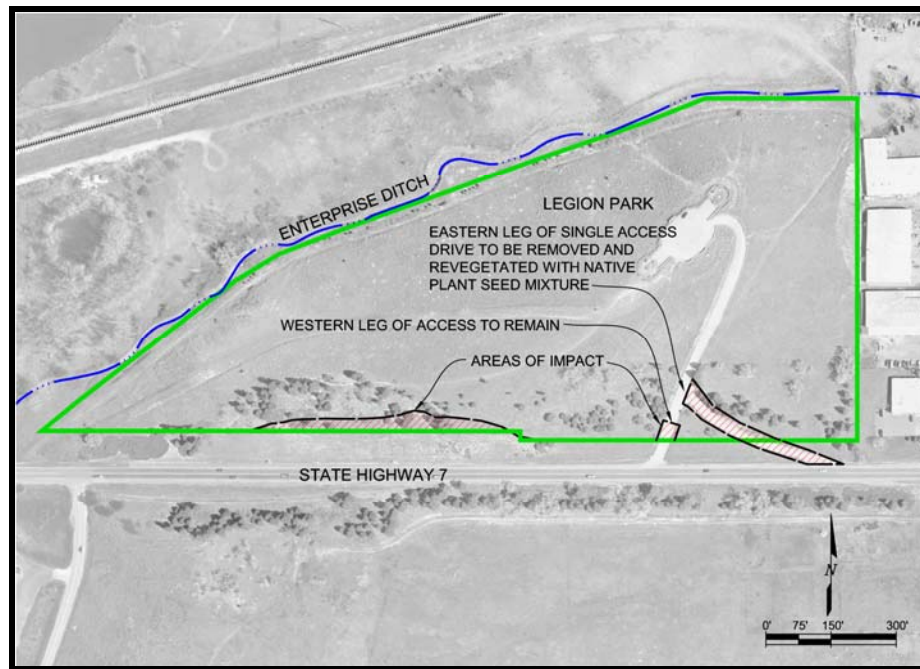 ENTERPRISE DITCH
LEGION PARK
EASTERN LEG OF SINGLE ACCESS
DRIVE TO BE REMOVED AND
REVEGETATED WITH NATIVE
PLANT SEED MIXTURE
WESTERN LEG OF ACCESS TO REMAIN
AREAS OF IMPACT
STATE HIGHWAY 7
N
0' 75' 150' 300'